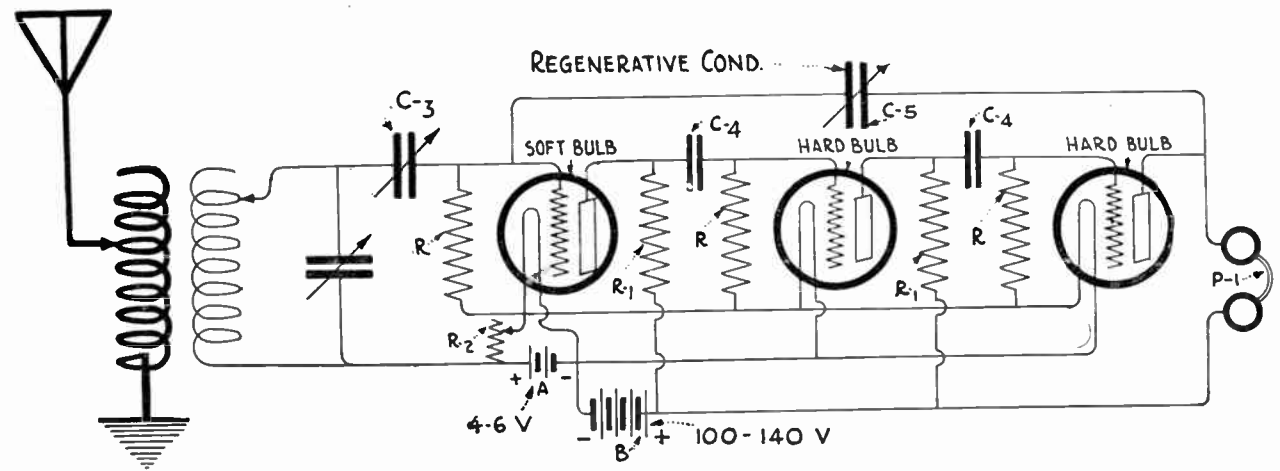 REGENERATIVE COND.
C-3
C-5
C-4
C-4
SOFT BULB
HARD BULB
HARD BULB
R
R-1
R
R-1
R
P-1
R-2
+ A -
4-6 V
- B +
100-140 V